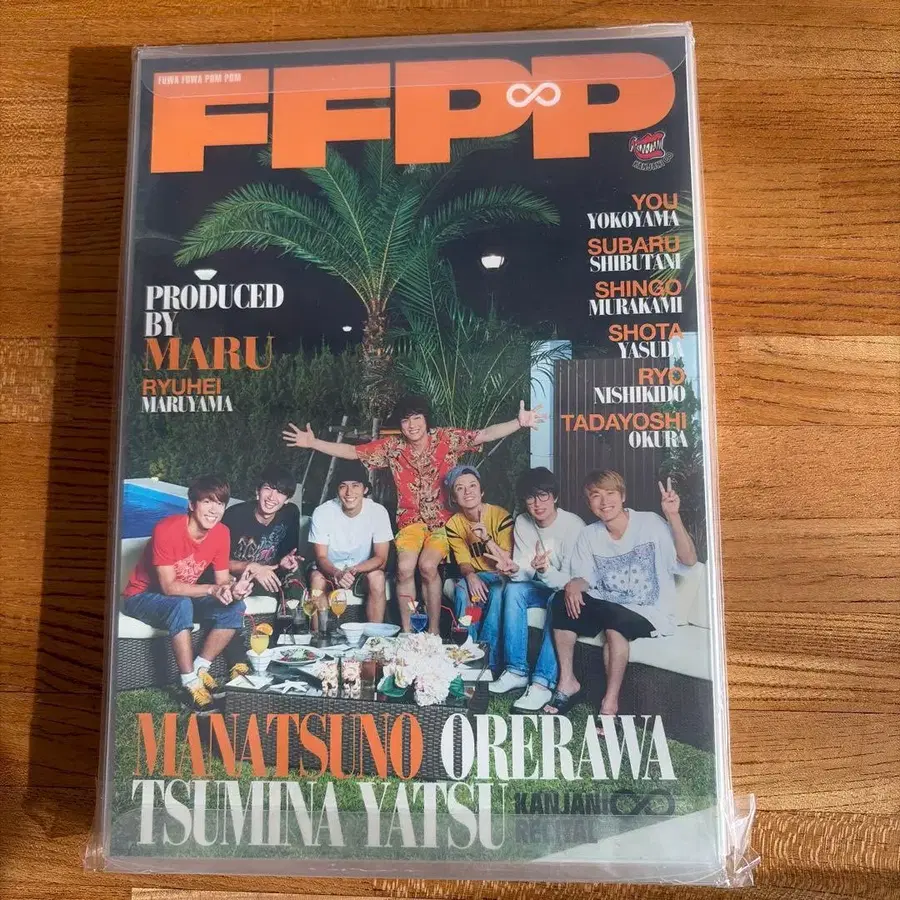 FUWA FUWA POM POM
FFPP
KANJANI
YOU
YOKOYAMA
SUBARU
SHIBUTANI
SHINGO
MURAKAMI
SHOTA
YASUDA
RYO
NISHIKIDO
TADAYOSHI
OKURA
PRODUCED
BY
MARU
RYUHEI
MARUYAMA
MANATSUNO ORERAWA
TSUMINA YATSU
KANJANI∞
RECITAL